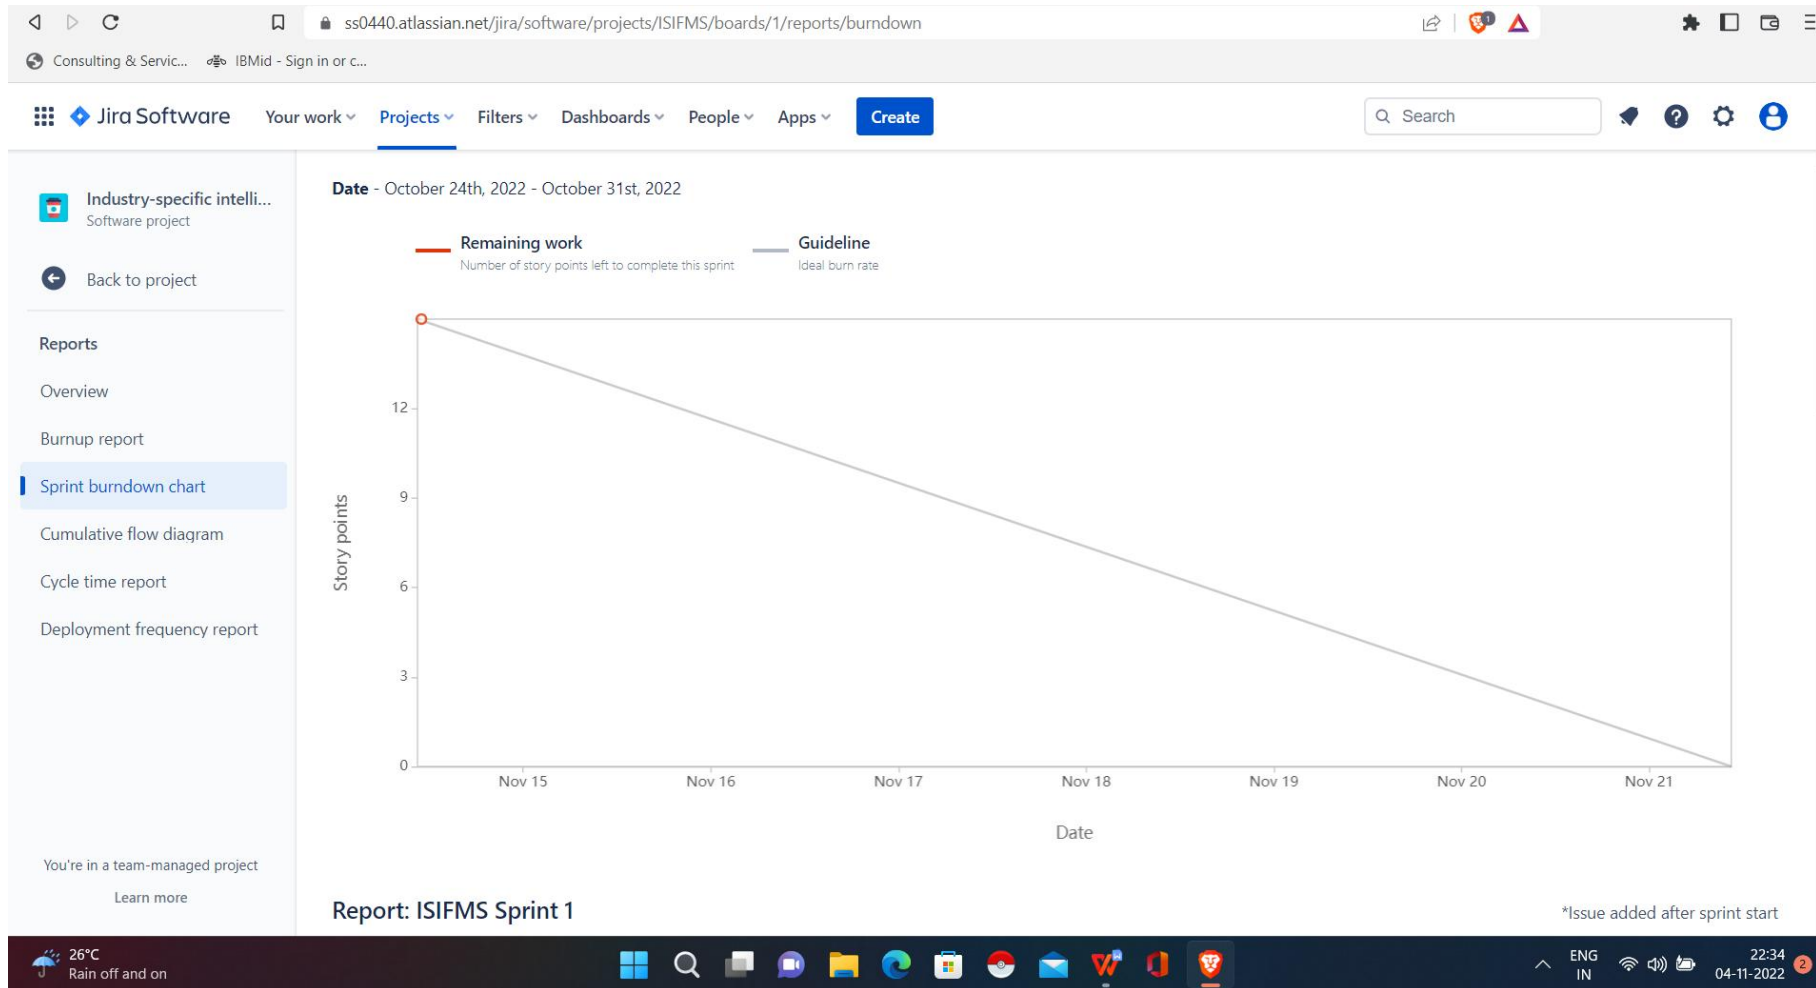 ss0440.atlassian.net/jira/software/projects/ISIFMS/boards/1/reports/burndown
1
Consulting & Servic... IBMid - Sign in or c...
Jira Software Your work Projects Filters Dashboards People Apps Create Search
Industry-specific intelli...
Software project
Back to project
Reports
Overview
Burnup report
Sprint burndown chart
Cumulative flow diagram
Cycle time report
Deployment frequency report
You're in a team-managed project
Learn more
Date - October 24th, 2022 - October 31st, 2022
Remaining work
Number of story points left to complete this sprint
Guideline
Ideal burn rate
Story points
12
9
6
3
0
Nov 15 Nov 16 Nov 17 Nov 18 Nov 19 Nov 20 Nov 21
Date
Report: ISIFMS Sprint 1
*Issue added after sprint start
26°C
Rain off and on
ENG
IN
22:34
04-11-2022
2